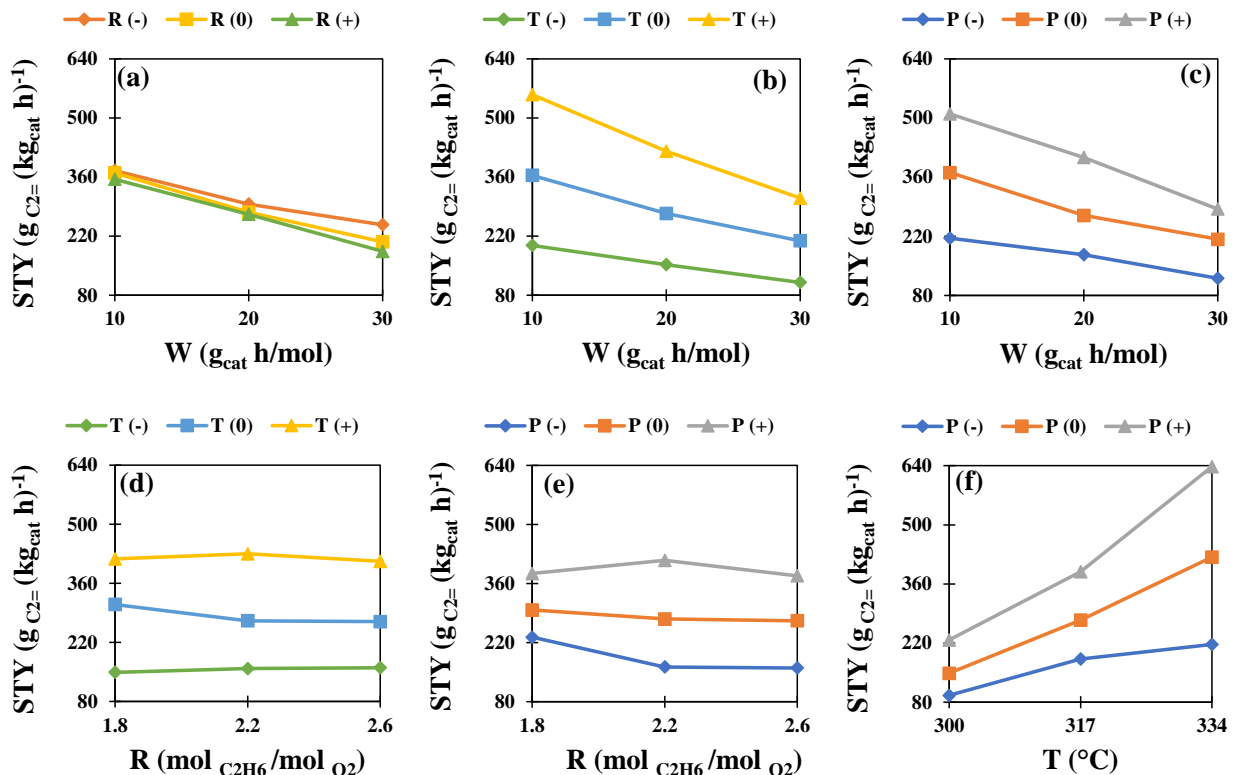 R (-) R (0) R (+)
T (-) T (0) T (+)
P (-) P (0) P (+)
(a)
(b)
(c)
STY (g C2= (kgcat h)-1
640
500
360
220
80
10 20 30
W (gcat h/mol)
STY (g C2= (kgcat h)-1
640
500
360
220
80
10 20 30
W (gcat h/mol)
STY (g C2= (kgcat h)-1
640
500
360
220
80
10 20 30
W (gcat h/mol)
T (-) T (0) T (+)
P (-) P (0) P (+)
P (-) P (0) P (+)
(d)
(e)
(f)
STY (g C2= (kgcat h)-1
640
500
360
220
80
1.8 2.2 2.6
R (mol C2H6 /mol O2)
STY (g C2= (kgcat h)-1
640
500
360
220
80
1.8 2.2 2.6
R (mol C2H6 /mol O2)
STY (g C2= (kgcat h)-1
640
500
360
220
80
300 317 334
T (°C)